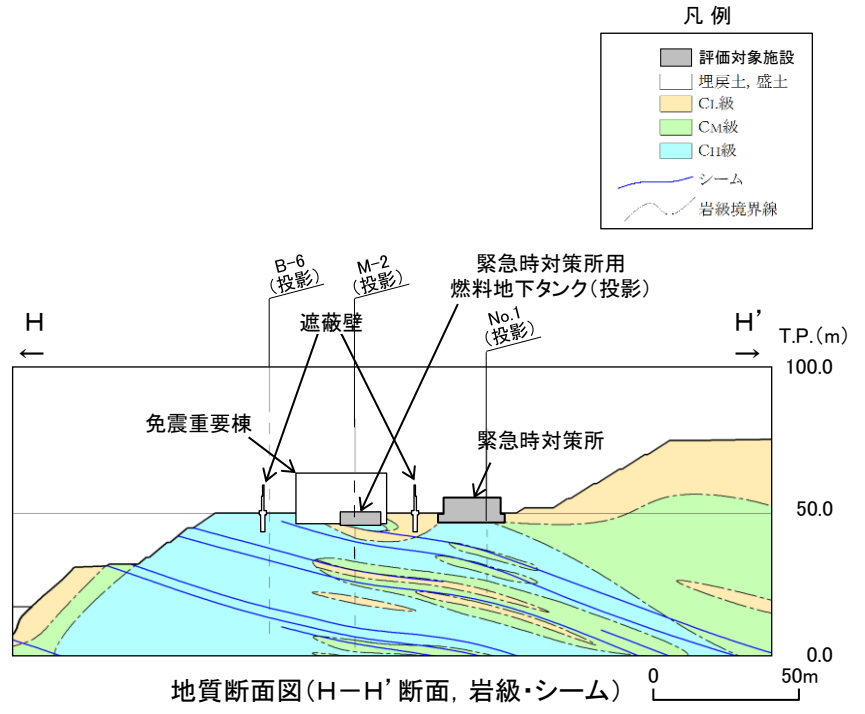 凡 例
評価対象施設
埋戻土, 盛土
CL級
CM級
CH級
シーム
岩級境界線
B-6
(投影)
M-2
(投影)
緊急時対策所用
燃料地下タンク(投影)
No.1
(投影)
遮蔽壁
H
←
H'
→
T.P.(m)
100.0
免震重要棟
緊急時対策所
50.0
0.0
地質断面図(H-H'断面, 岩級・シーム)
0
50m